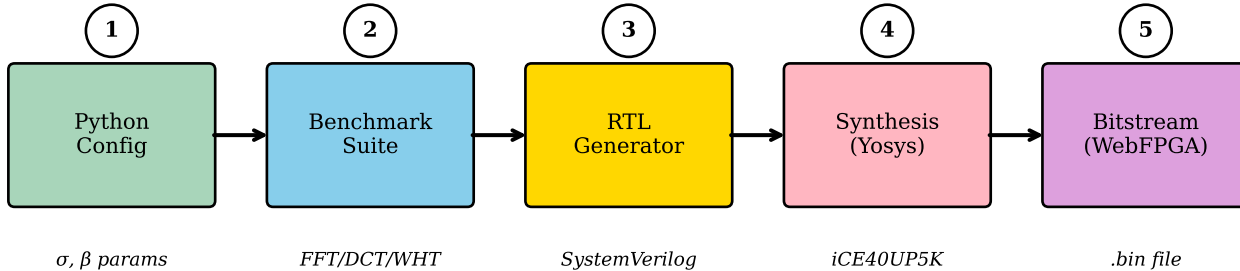 1
2
3
4
5
Python
Config
Benchmark
Suite
RTL
Generator
Synthesis
(Yosys)
Bitstream
(WebFPGA)
σ, β params
FFT/DCT/WHT
SystemVerilog
iCE40UP5K
.bin file